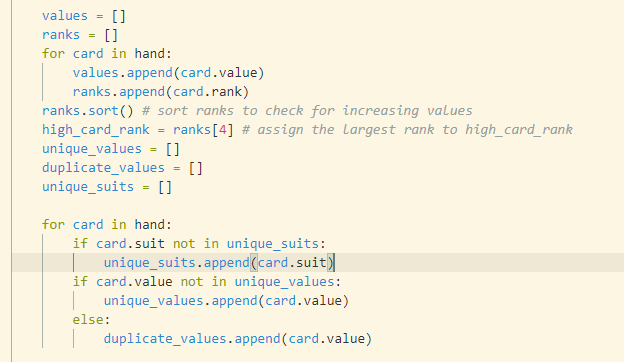 values = []
ranks = []
for card in hand:
    values.append(card.value)
    ranks.append(card.rank)
ranks.sort() # sort ranks to check for increasing values
high_card_rank = ranks[4] # assign the largest rank to high_card_rank
unique_values = []
duplicate_values = []
unique_suits = []

for card in hand:
    if card.suit not in unique_suits:
        unique_suits.append(card.suit)
    if card.value not in unique_values:
        unique_values.append(card.value)
    else:
        duplicate_values.append(card.value)